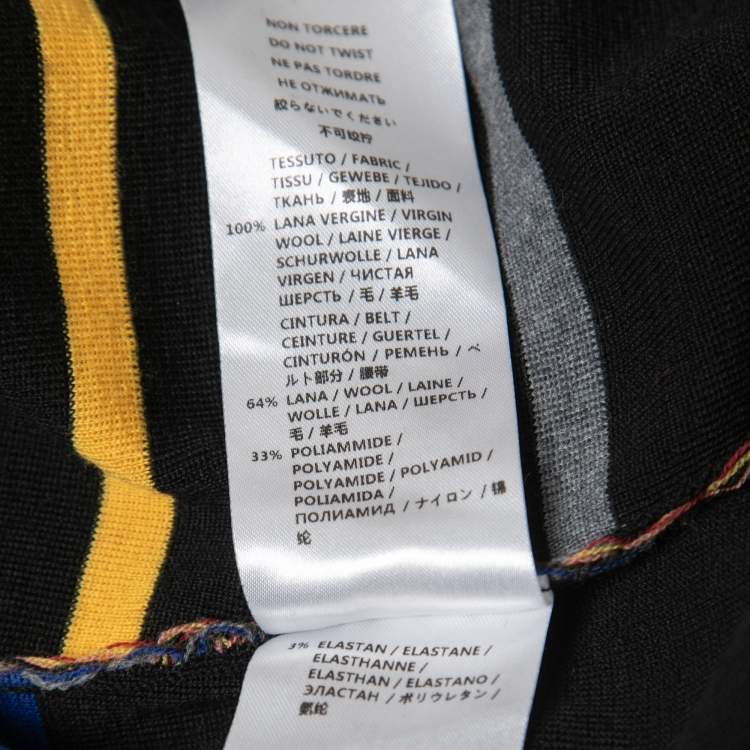 NON TORCERE
DO NOT TWIST
NE PAS TORDRE
НЕ ОТЖИМАТЬ
絞らないでください
不可绞拧
TESSUTO / FABRIC /
TISSU / GEWEBE / TEJIDO /
ТКАНЬ / 表地 / 面料
100% LANA VERGINE / VIRGIN
WOOL / LAINE VIERGE /
SCHURWOLLE / LANA
VIRGEN / ЧИСТАЯ
ШЕРСТЬ / 毛 / 羊毛
CINTURA / BELT /
CEINTURE / GUERTEL /
CINTURÓN / РЕМЕНЬ / ベ
ルト部分 / 腰带
64% LANA / WOOL / LAINE /
WOLLE / LANA / ШЕРСТЬ /
毛 / 羊毛
33% POLIAMMIDE /
POLYAMIDE /
POLYAMIDE / POLYAMID /
POLIAMIDA /
ПОЛИАМИД / ナイロン / 锦
纶
3% ELASTAN / ELASTANE /
ELASTHANNE /
ELASTHAN / ELASTANO /
ЭЛАСТАН / ポリウレタン /
氨纶